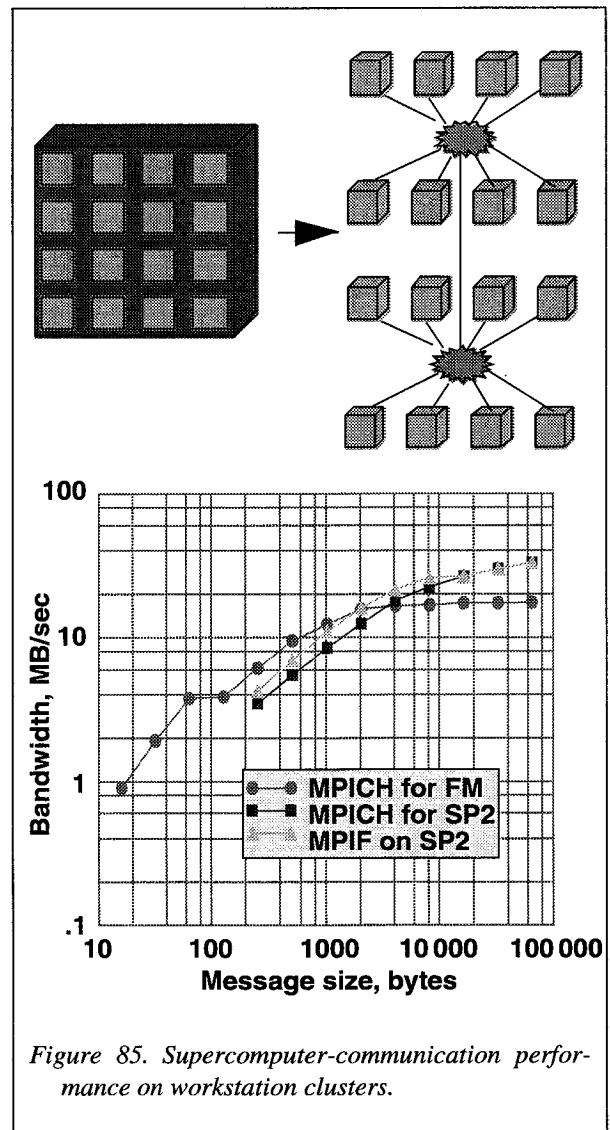 100
10
1
.1
Bandwidth, MB/sec
MPICH for FM
MPICH for SP2
MPIF on SP2
10 100 1000 10 000 100 000
Message size, bytes
Figure 85. Supercomputer-communication perfor-
mance on workstation clusters.